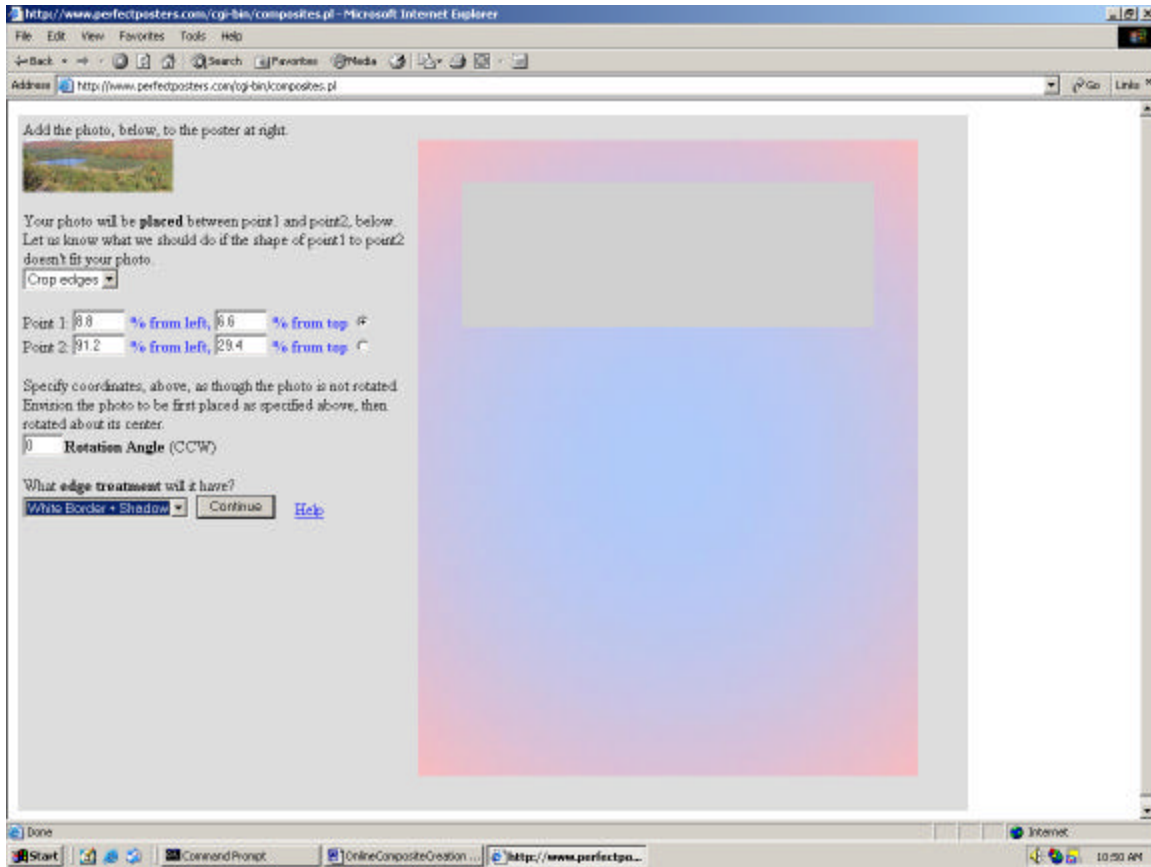 http://www.perfectposters.com/cgi-bin/composites.pl - Microsoft Internet Explorer
File Edit View Favorites Tools Help
Back Search Favorites Media
Address http://www.perfectposters.com/cgi-bin/composites.pl Go Links
Add the photo, below, to the poster at right.
Your photo will be placed between point1 and point2, below.
Let us know what we should do if the shape of point1 to point2
doesn't fit your photo.
Crop edges
Point 1: 8.8 % from left, 6.6 % from top
Point 2: 91.2 % from left, 29.4 % from top
Specify coordinates, above, as though the photo is not rotated
Envision the photo to be first placed as specified above, then
rotated about its center.
0 Rotation Angle (CCW)
What edge treatment will it have?
White Border + Shadow Continue Help
Done Internet
Start Command Prompt OnlineCompositeCreation ... http://www.perfectpo... 10:50 AM